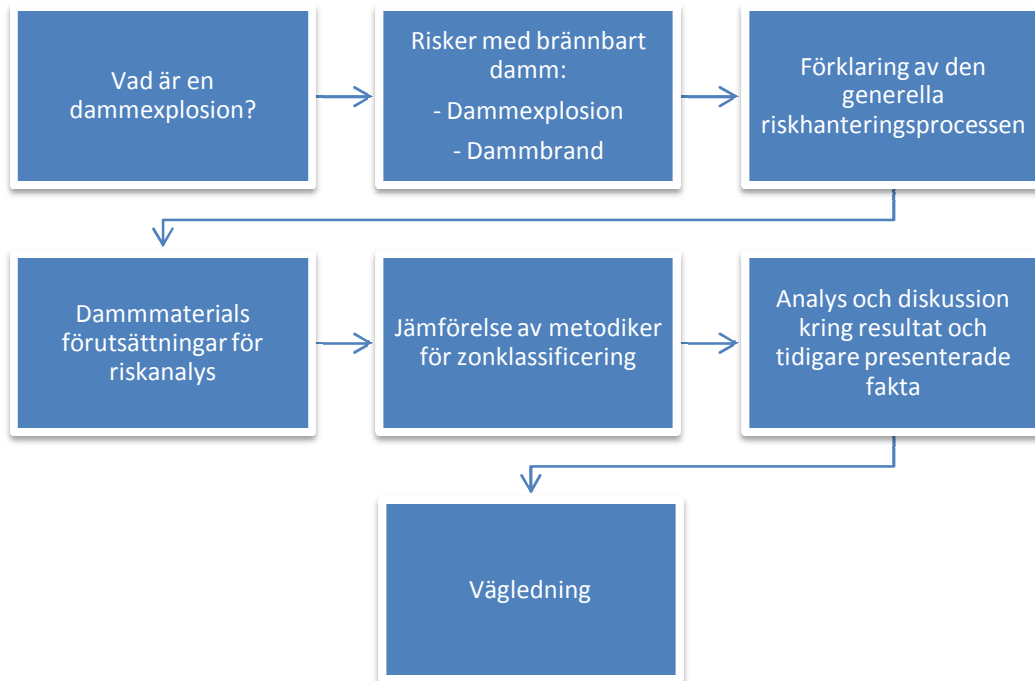 Vad är en
dammexplosion?
Risker med brännbart
damm:
- Dammexplosion
- Dammbrand
Förklaring av den
generella
riskhanteringsprocessen
Dammmaterials
förutsättningar för
riskanalys
Jämförelse av metodiker
för zonklassificering
Analys och diskussion
kring resultat och
tidigare presenterade
fakta
Vägledning